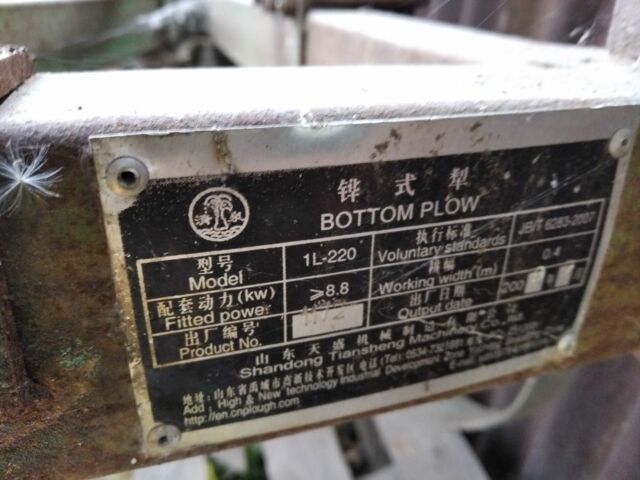 铧式犁
BOTTOM PLOW
型号 1L-220 执行标准 JB/T 6283-2007
Model Voluntary standards
配套动力(kw) ≥8.8 耕幅 0.4
Fitted power Working width (m)
出厂编号 1172 出厂日期 200
Product No. Output date
山东天盛机械制造有限公司
Shandong Tiansheng Machinery
地址:山东省禹城市高新技术开发区 电话 (Tel):
Add: High & New technology Industrial Development Zone
http://en.cnplough.com